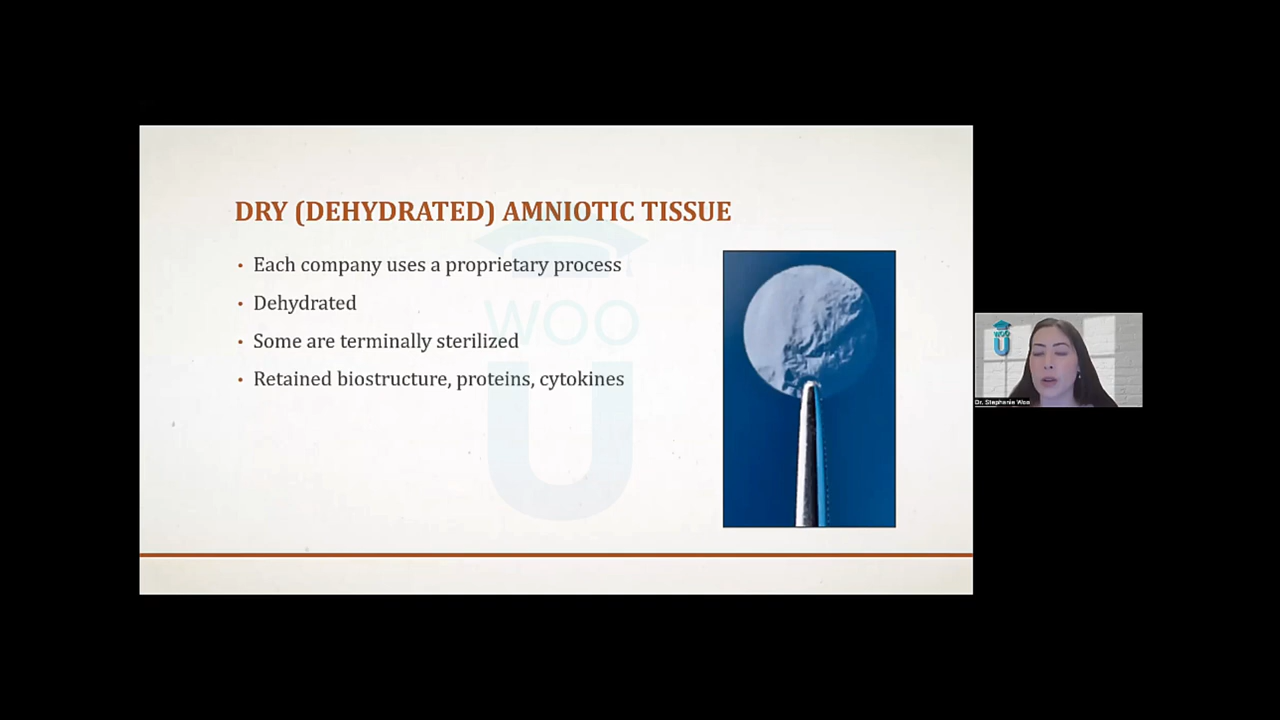 DRY (DEHYDRATED) AMNIOTIC TISSUE
• Each company uses a proprietary process
• Dehydrated
• Some are terminally sterilized
• Retained biostructure, proteins, cytokines
WOO
U
WOO
U
Dr. Stephanie Woo